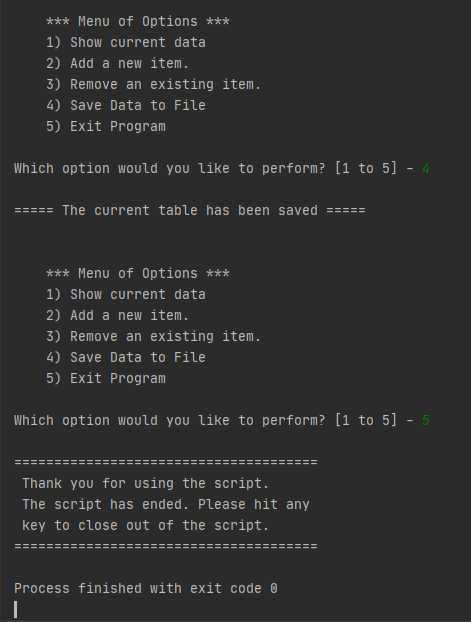 *** Menu of Options ***
1) Show current data
2) Add a new item.
3) Remove an existing item.
4) Save Data to File
5) Exit Program
Which option would you like to perform? [1 to 5] - 4
===== The current table has been saved =====
*** Menu of Options ***
1) Show current data
2) Add a new item.
3) Remove an existing item.
4) Save Data to File
5) Exit Program
Which option would you like to perform? [1 to 5] - 5
======================================
Thank you for using the script.
The script has ended. Please hit any
key to close out of the script.
======================================
Process finished with exit code 0